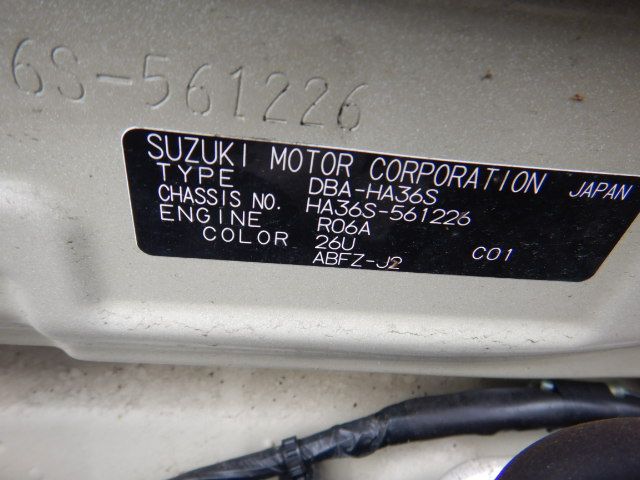 6S-561226
SUZUKI MOTOR CORPORATION JAPAN
TYPE DBA-HA36S
CHASSIS NO. HA36S-561226
ENGINE R06A
COLOR 26U C01
ABFZ-J2